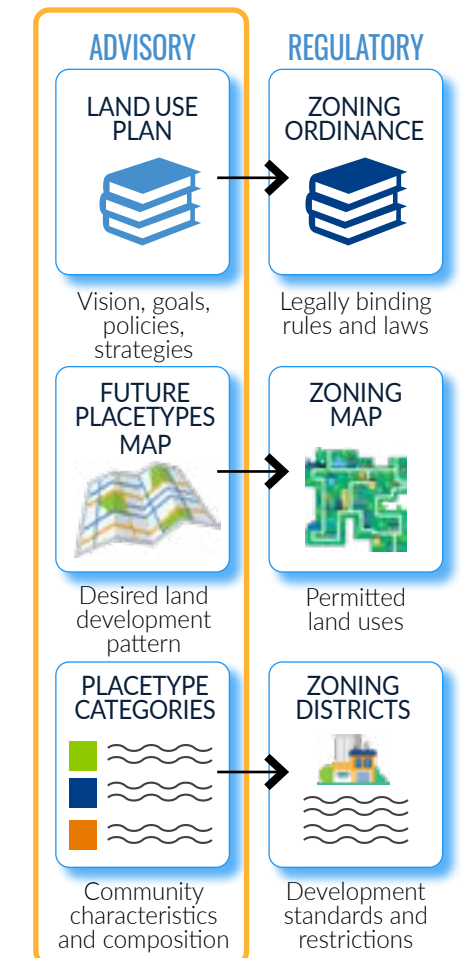 ADVISORY
REGULATORY
LAND USE
PLAN
ZONING
ORDINANCE
Vision, goals,
policies,
strategies
Legally binding
rules and laws
FUTURE
PLACETYPES
MAP
ZONING
MAP
Desired land
development
pattern
Permitted
land uses
PLACETYPE
CATEGORIES
ZONING
DISTRICTS
Community
characteristics
and composition
Development
standards and
restrictions